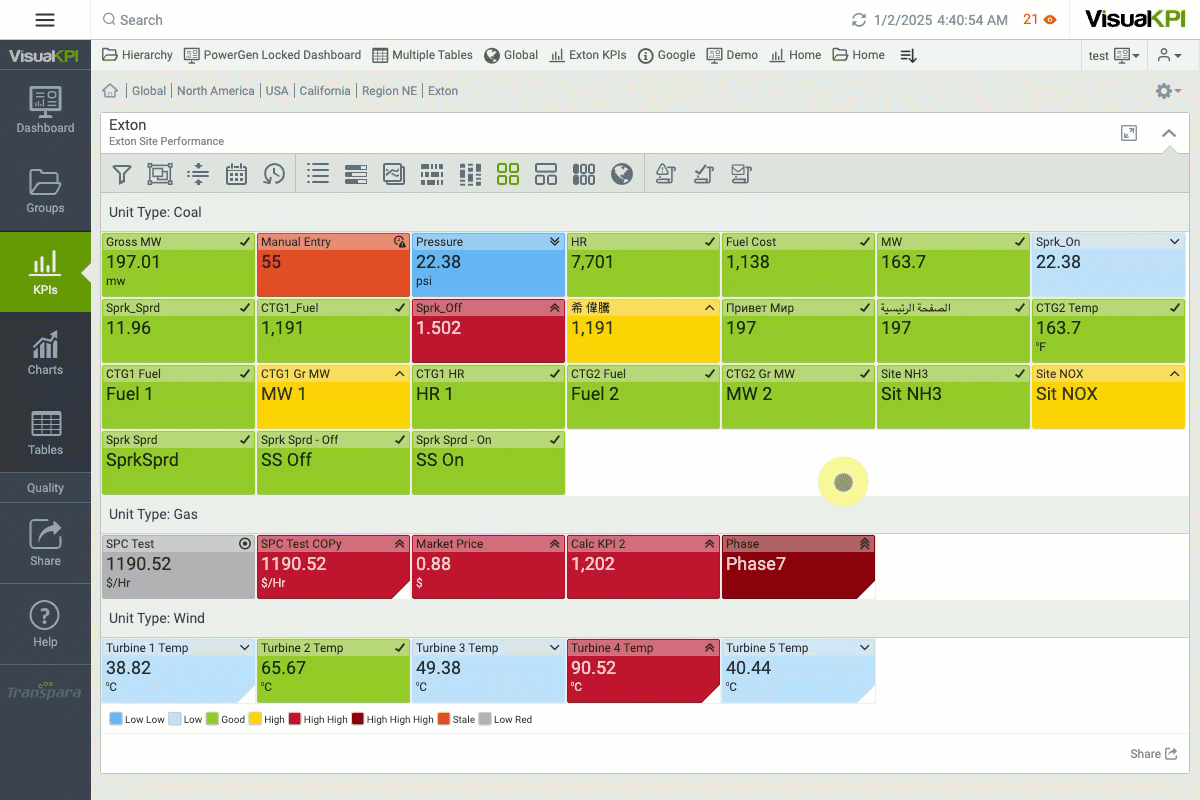 Search
1/2/2025 4:40:54 AM
21
VisualKPI
VisualKPI
Hierarchy
PowerGen Locked Dashboard
Multiple Tables
Global
Exton KPIs
Google
Demo
Home
Home
test
Global
North America
USA
California
Region NE
Exton
Dashboard
Groups
KPIs
Charts
Tables
Quality
Share
Help
Transpara
Exton
Exton Site Performance
Unit Type: Coal
Gross MW
197.01
mw
Manual Entry
55
Pressure
22.38
psi
HR
7,701
Fuel Cost
1,138
MW
163.7
Sprk_On
22.38
Sprk_Sprd
11.96
CTG1_Fuel
1,191
Sprk_Off
1.502
希 偉騰
1,191
Привет Мир
197
الصفحة الرئيسية
197
CTG2 Temp
163.7
°F
CTG1 Fuel
Fuel 1
CTG1 Gr MW
MW 1
CTG1 HR
HR 1
CTG2 Fuel
Fuel 2
CTG2 Gr MW
MW 2
Site NH3
Sit NH3
Site NOX
Sit NOX
Sprk Sprd
SprkSprd
Sprk Sprd - Off
SS Off
Sprk Sprd - On
SS On
Unit Type: Gas
SPC Test
1190.52
$/Hr
SPC Test COPy
1190.52
$/Hr
Market Price
0.88
$
Calc KPI 2
1,202
Phase
Phase7
Unit Type: Wind
Turbine 1 Temp
38.82
°C
Turbine 2 Temp
65.67
°C
Turbine 3 Temp
49.38
°C
Turbine 4 Temp
90.52
°C
Turbine 5 Temp
40.44
°C
Low Low
Low
Good
High
High High
High High High
Stale
Low Red
Share